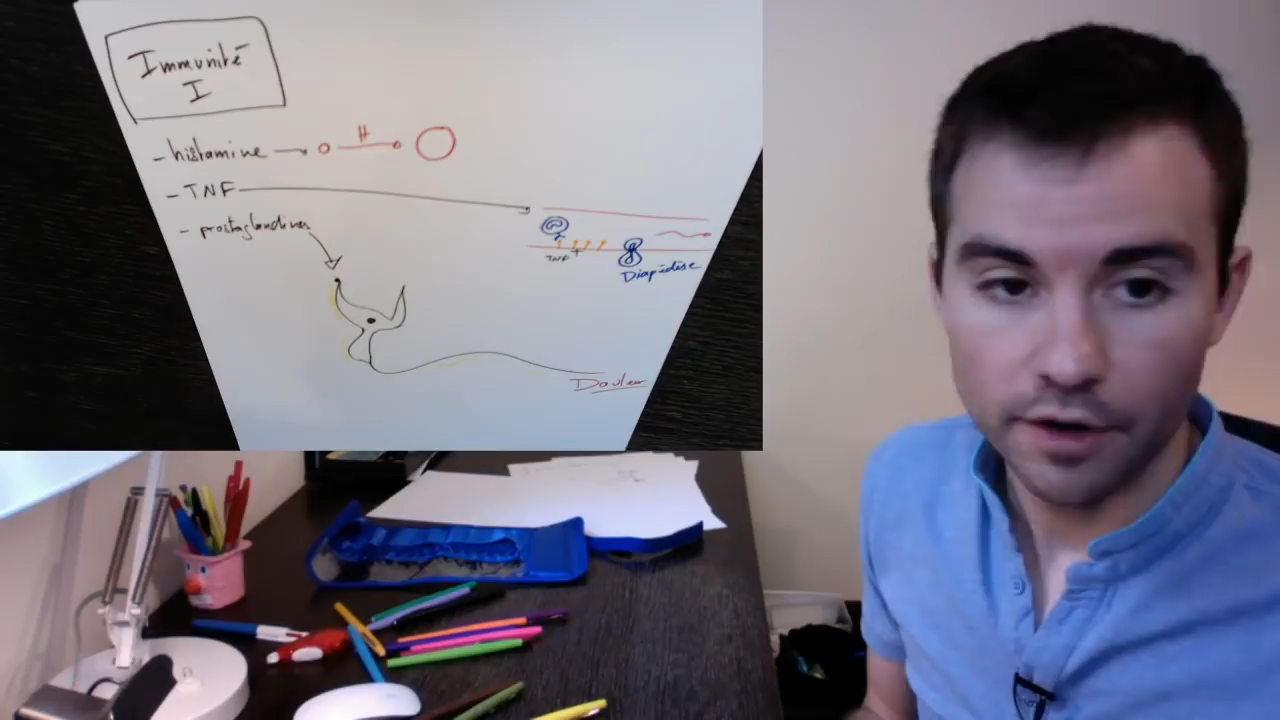 Immunité
I
- histamine
H
- TNF
- prostaglandines
TNF
Diapédèse
Douleur